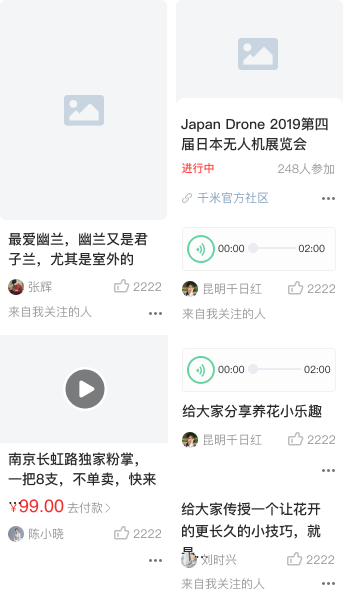 最爱幽兰，幽兰又是君
子兰，尤其是室外的
张辉
2222
来自我关注的人
南京长虹路独家粉掌，
一把8支，不单卖，快来
¥99.00 去付款
陈小晓
2222
Japan Drone 2019第四
届日本无人机展览会
进行中
248人参加
千米官方社区
00:00
02:00
昆明千日红
2222
来自我关注的人
00:00
02:00
给大家分享养花小乐趣
昆明千日红
2222
给大家传授一个让花开
的更长久的小技巧，就
是...
刘时兴
2222
来自我关注的人